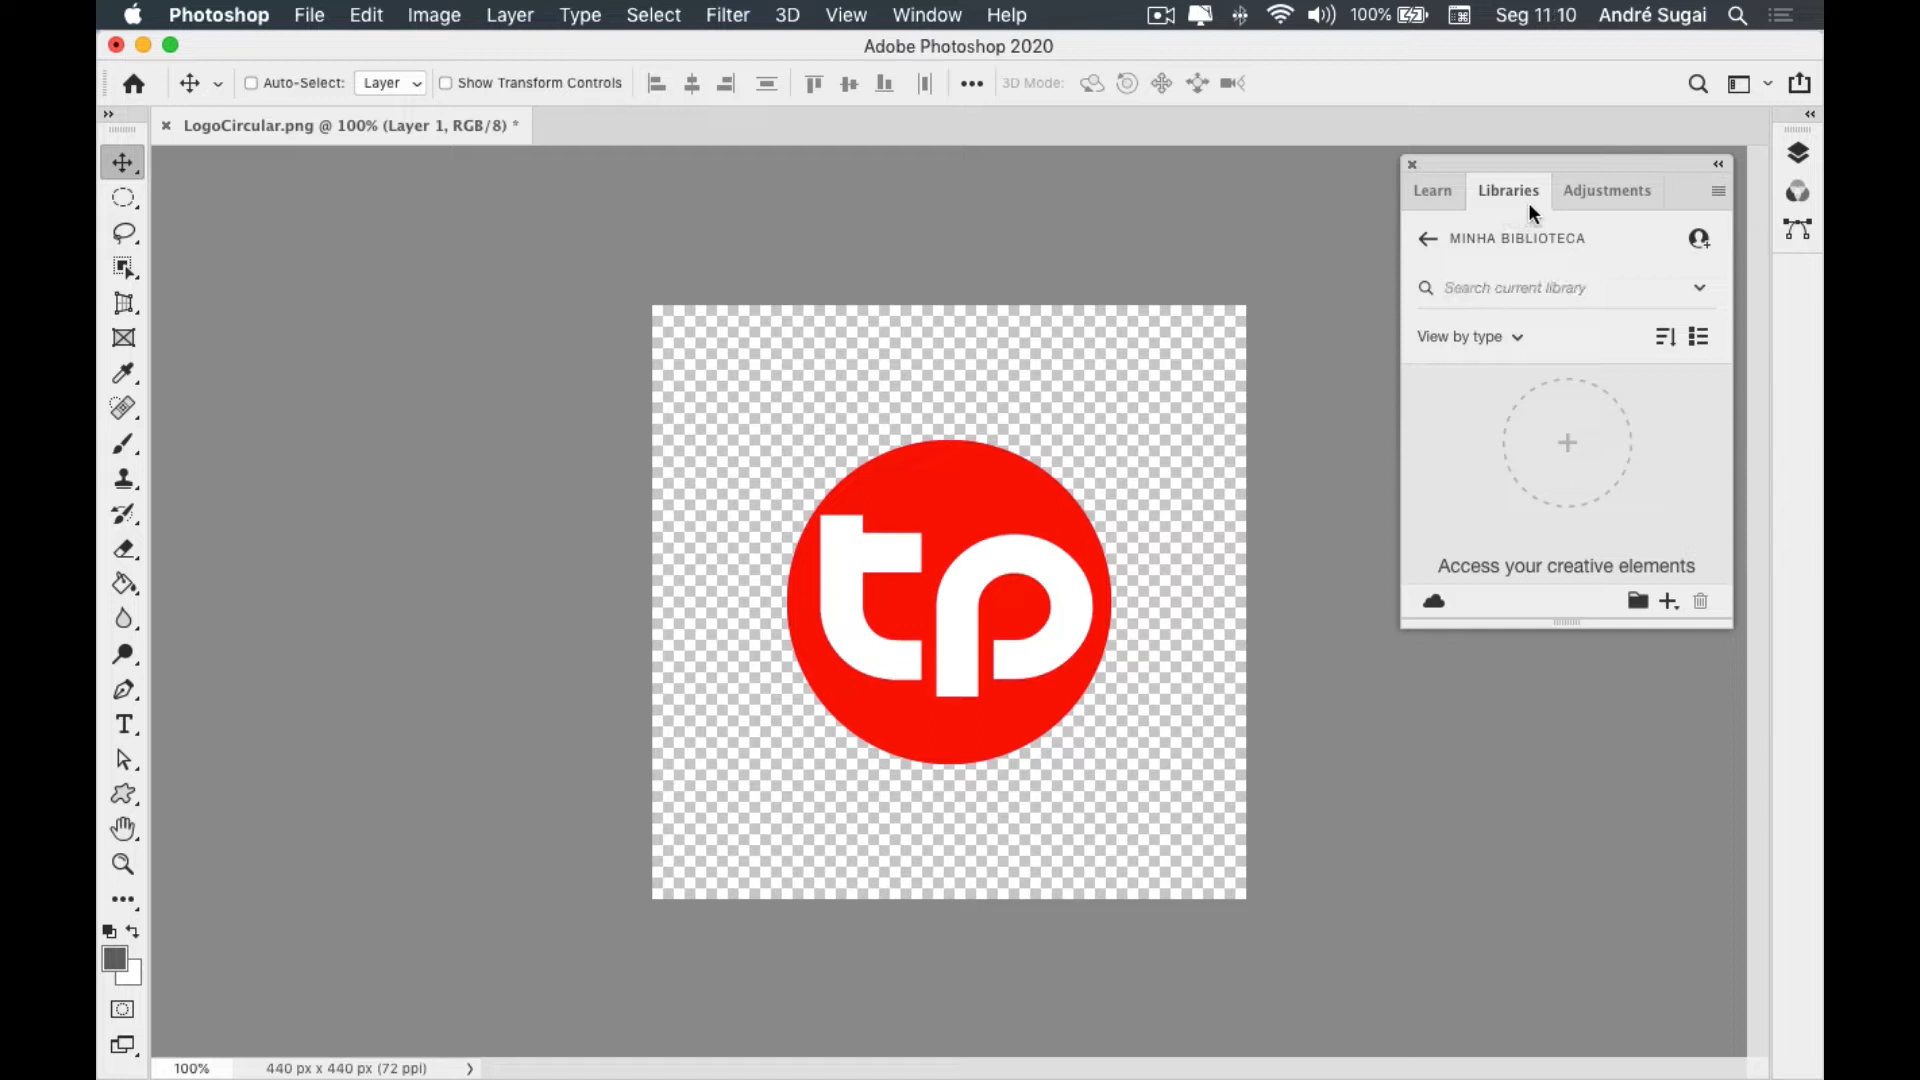 Photoshop File Edit Image Layer Type Select Filter 3D View Window Help 100% Seg 11:10 André Sugai
Adobe Photoshop 2020
Auto-Select: Layer Show Transform Controls 3D Mode:
LogoCircular.png @ 100% (Layer 1, RGB/8) *
Learn Libraries Adjustments
MINHA BIBLIOTECA
Search current library
View by type
tp
Access your creative elements
100% 440 px x 440 px (72 ppi)